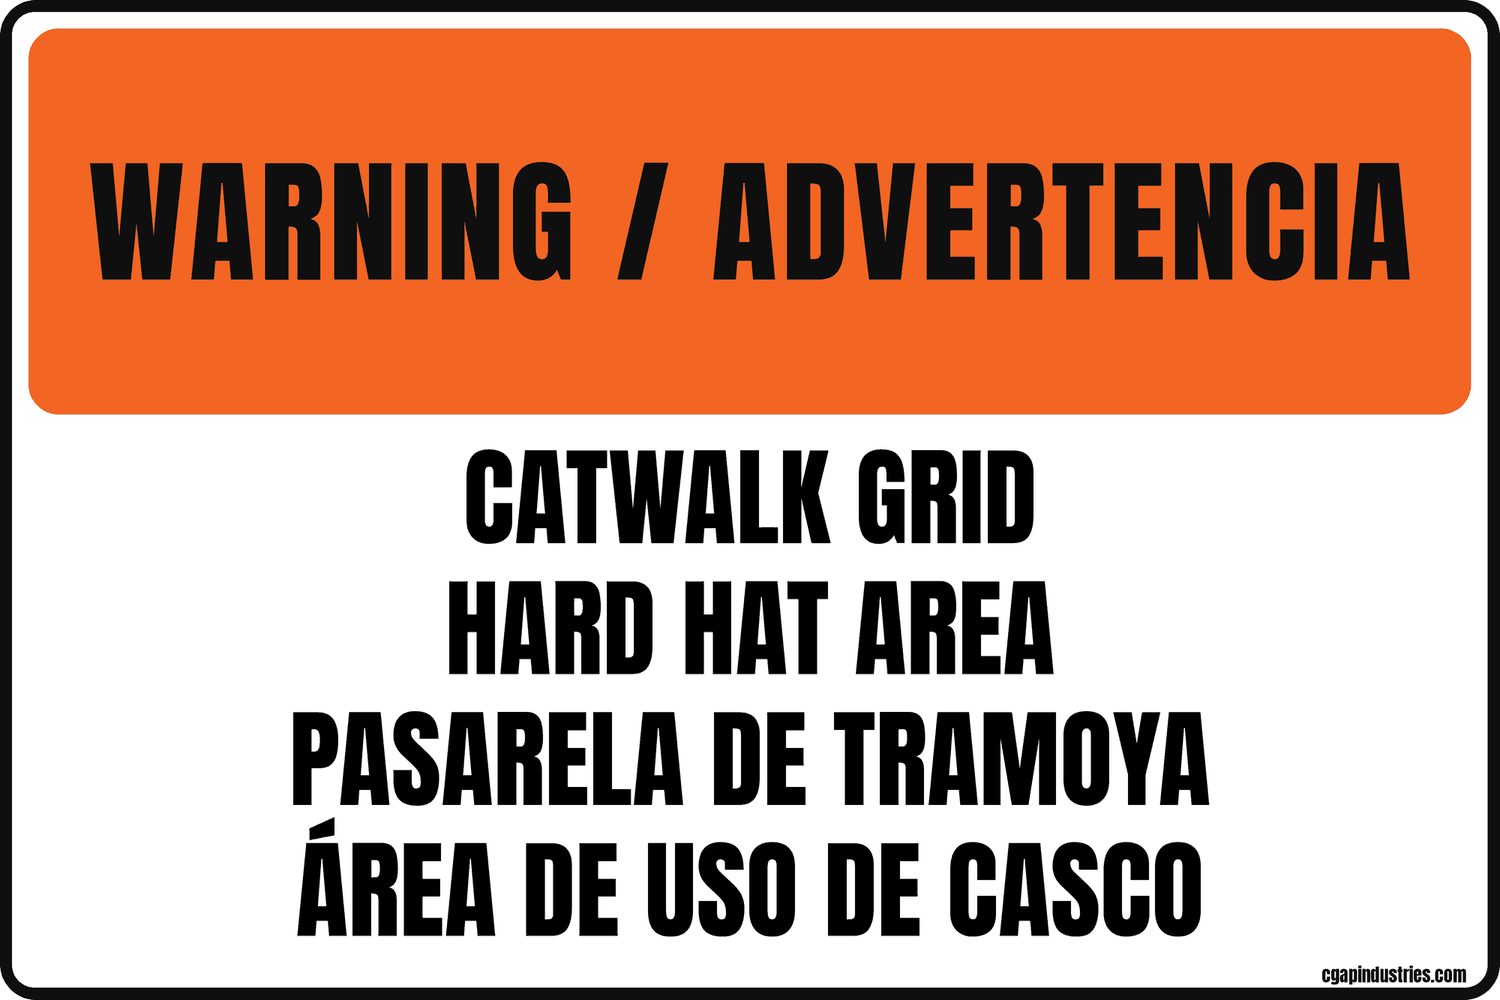 WARNING / ADVERTENCIA
CATWALK GRID
HARD HAT AREA
PASARELA DE TRAMOYA
ÁREA DE USO DE CASCO
cgapindustries.com